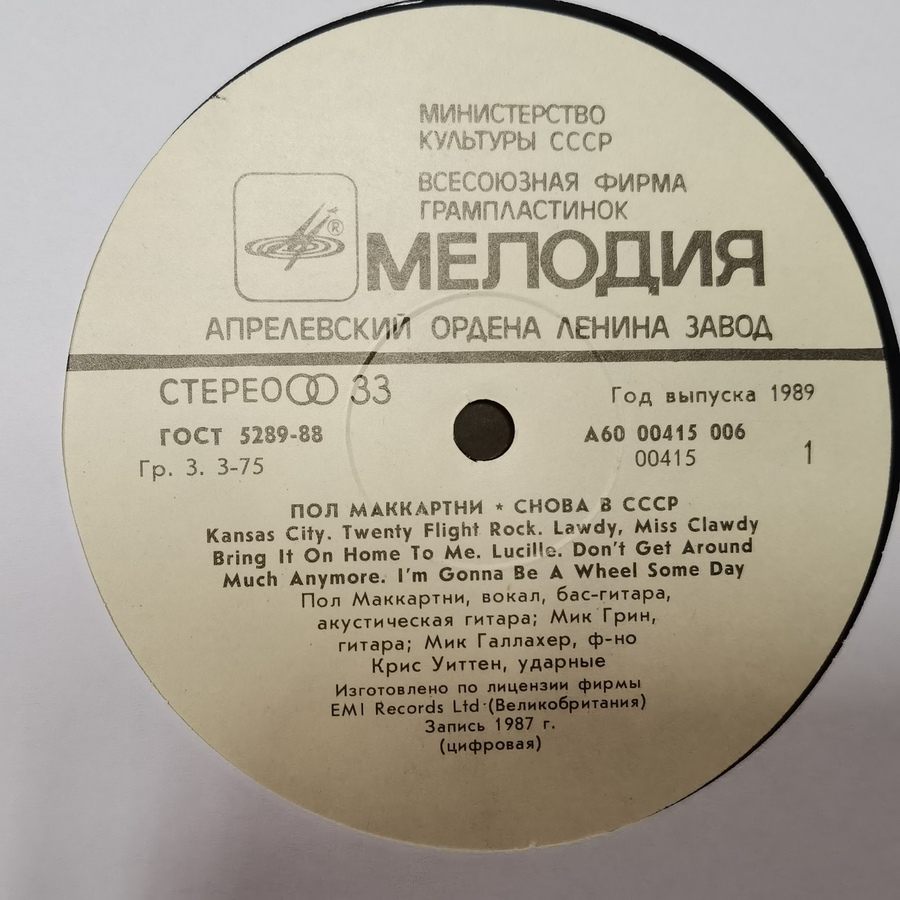 МИНИСТЕРСТВО
КУЛЬТУРЫ СССР
ВСЕСОЮЗНАЯ ФИРМА
ГРАМПЛАСТИНОК
®
МЕЛОДИЯ
АПРЕЛЕВСКИЙ ОРДЕНА ЛЕНИНА ЗАВОД
СТЕРЕО 33
Год выпуска 1989
ГОСТ 5289-88
А60 00415 006
Гр. 3. 3-75
00415
1
ПОЛ МАККАРТНИ * СНОВА В СССР
Kansas City. Twenty Flight Rock. Lawdy, Miss Clawdy
Bring It On Home To Me. Lucille. Don't Get Around
Much Anymore. I'm Gonna Be A Wheel Some Day
Пол Маккартни, вокал, бас-гитара,
акустическая гитара; Мик Грин,
гитара; Мик Галлахер, ф-но
Крис Уиттен, ударные
Изготовлено по лицензии фирмы
EMI Records Ltd (Великобритания)
Запись 1987 г.
(цифровая)